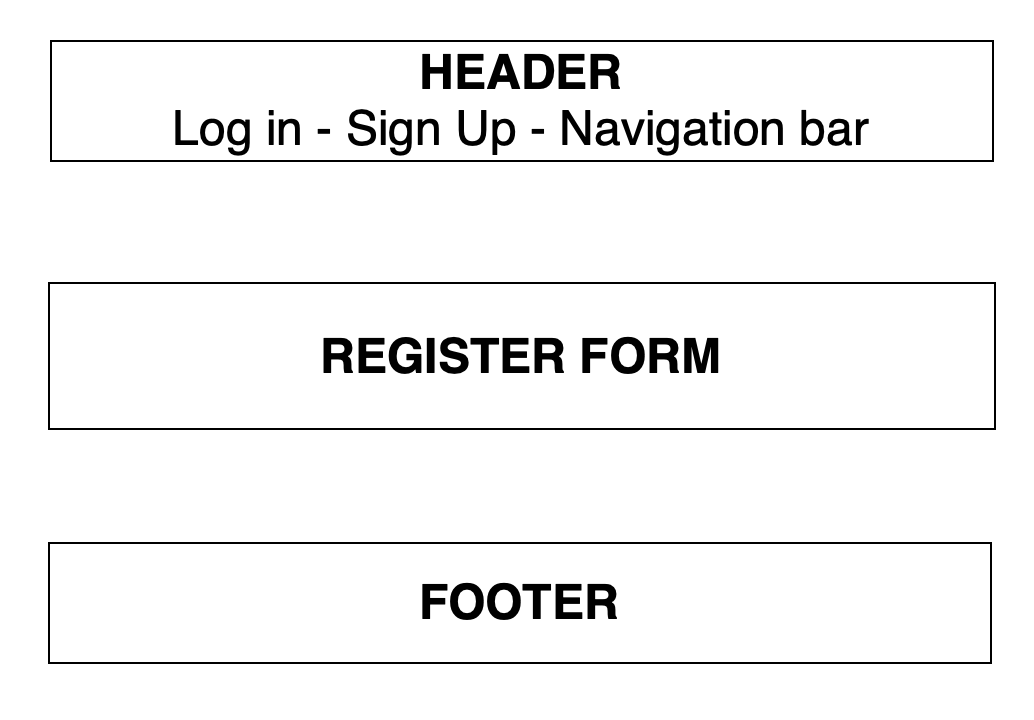 HEADER
Log in - Sign Up - Navigation bar
REGISTER FORM
FOOTER